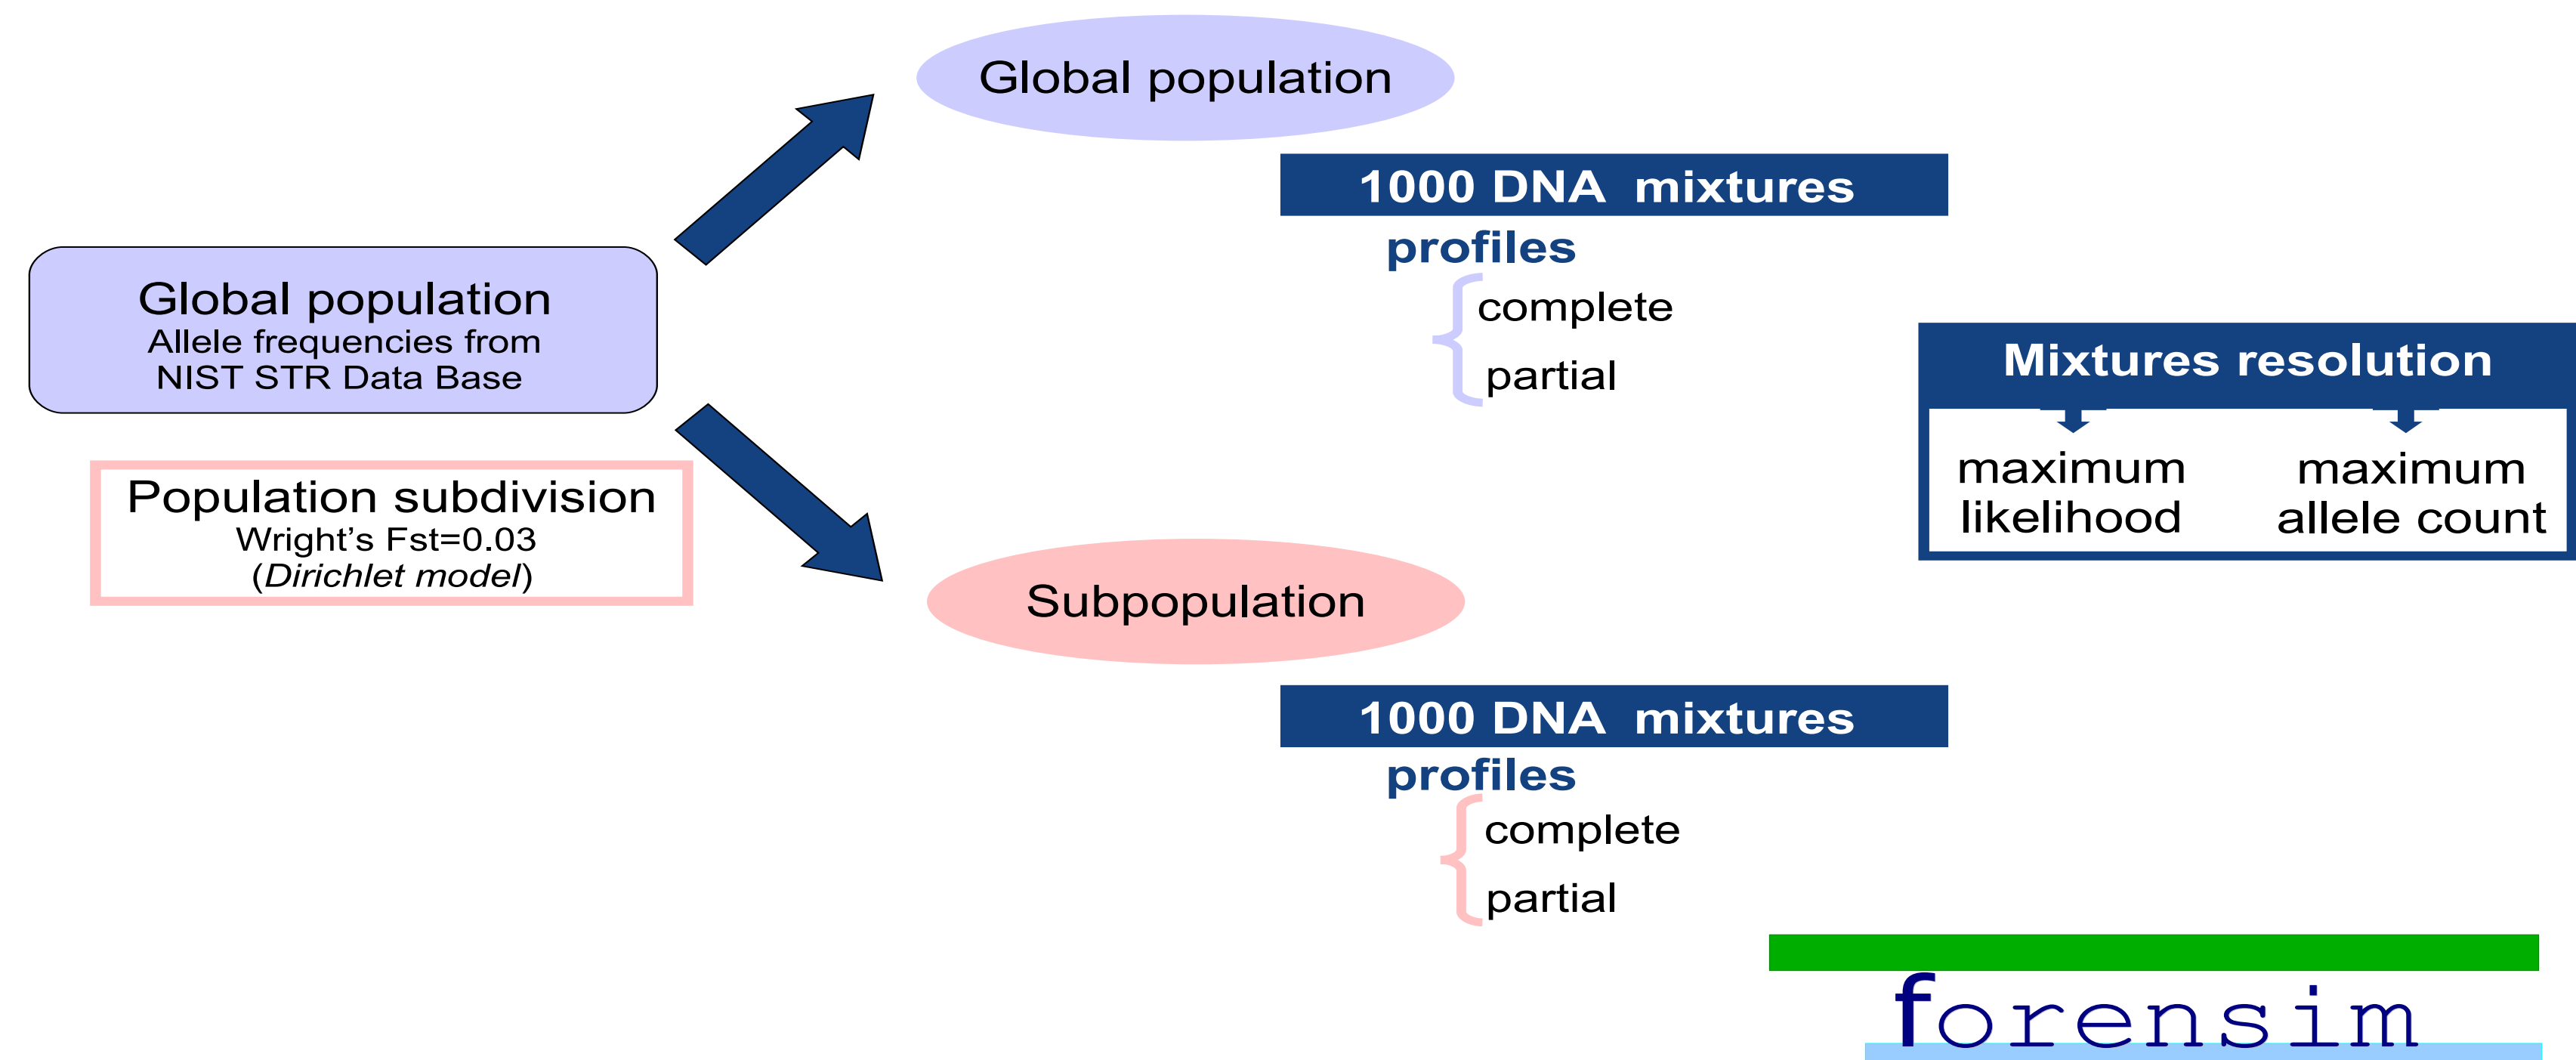 Global population
1000 DNA mixtures
profiles
complete
partial
Global population
Allele frequencies from
NIST STR Data Base
Population subdivision
Wright's Fst=0.03
(Dirichlet model)
Mixtures resolution
maximum
likelihood
maximum
allele count
Subpopulation
1000 DNA mixtures
profiles
complete
partial
forensim